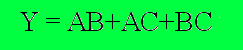 Y = AB+AC+BC